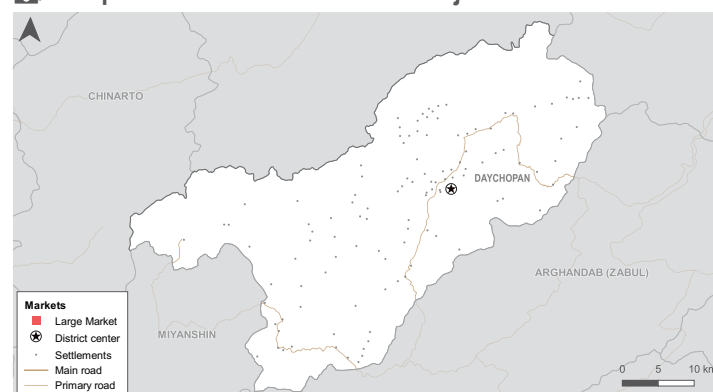 CHINARTO
DAYCHOPAN
ARGHANDAB (ZABUL)
MIYANSHIN
Markets
Large Market
District center
Settlements
Main road
Primary road
0 5 10 km